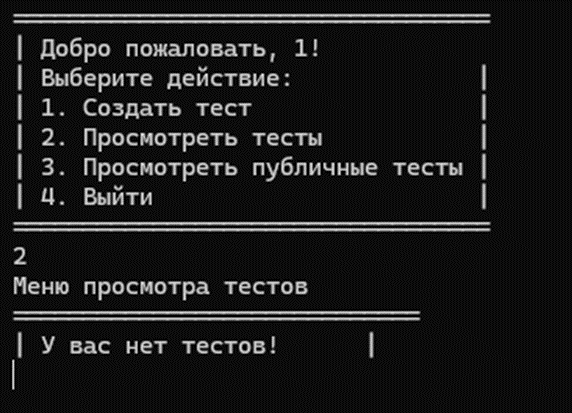 ==================================
| Добро пожаловать, 1!
| Выберите действие:             |
| 1. Создать тест                |
| 2. Просмотреть тесты           |
| 3. Просмотреть публичные тесты |
| 4. Выйти                       |
==================================
2
Меню просмотра тестов
=============================
| У вас нет тестов!      |